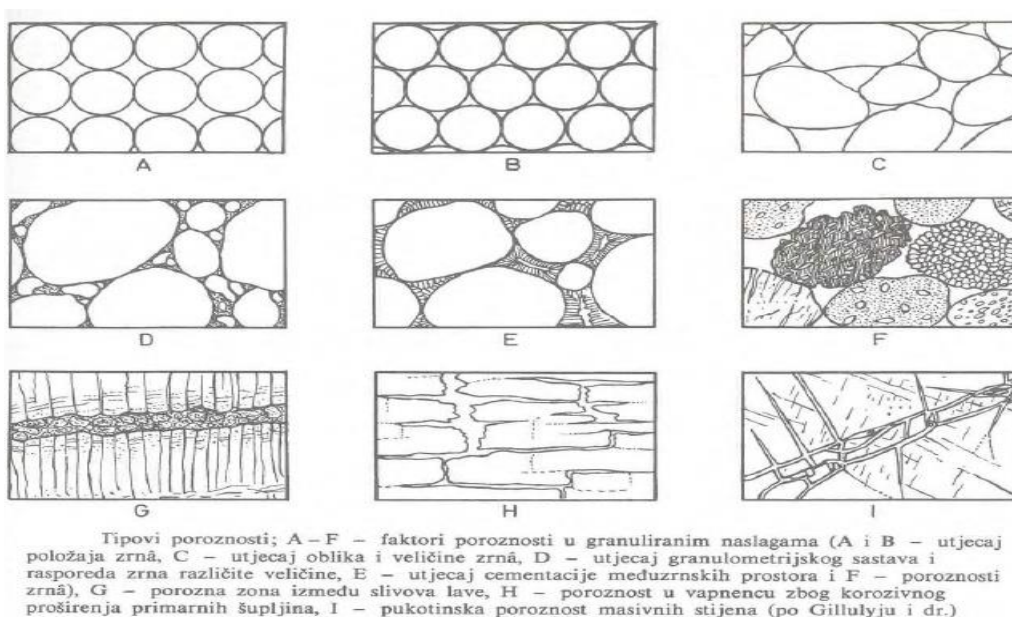 A
B
C
D
E
F
G
H
I
Tipovi poroznosti; A – F – faktori poroznosti u granuliranim naslagama (A i B – utjecaj
položaja zrnâ, C – utjecaj oblika i veličine zrnâ, D – utjecaj granulometrijskog sastava i
rasporeda zrna različite veličine, E – utjecaj cementacije međuzrnskih prostora i F – poroznosti
zrnâ), G – porozna zona između slivova lave, H – poroznost u vapnencu zbog korozivnog
proširenja primarnih šupljina, I – pukotinska poroznost masivnih stijena (po Gillulyju i dr.)